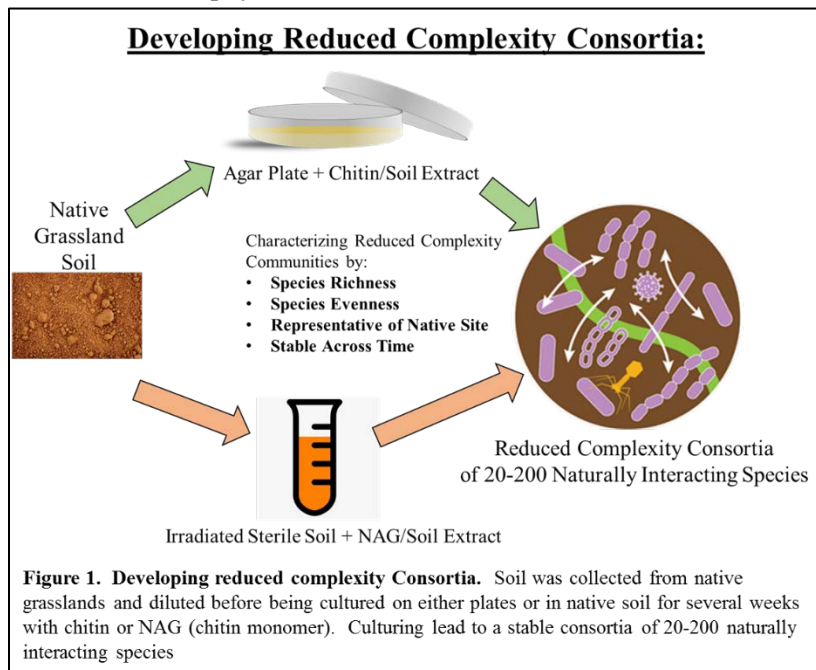 Developing Reduced Complexity Consortia:
Agar Plate + Chitin/Soil Extract
Native
Grassland
Soil
Characterizing Reduced Complexity
Communities by:
• Species Richness
• Species Evenness
• Representative of Native Site
• Stable Across Time
Reduced Complexity Consortia
of 20-200 Naturally Interacting Species
Irradiated Sterile Soil + NAG/Soil Extract
Figure 1. Developing reduced complexity Consortia. Soil was collected from native
grasslands and diluted before being cultured on either plates or in native soil for several weeks
with chitin or NAG (chitin monomer). Culturing lead to a stable consortia of 20-200 naturally
interacting species